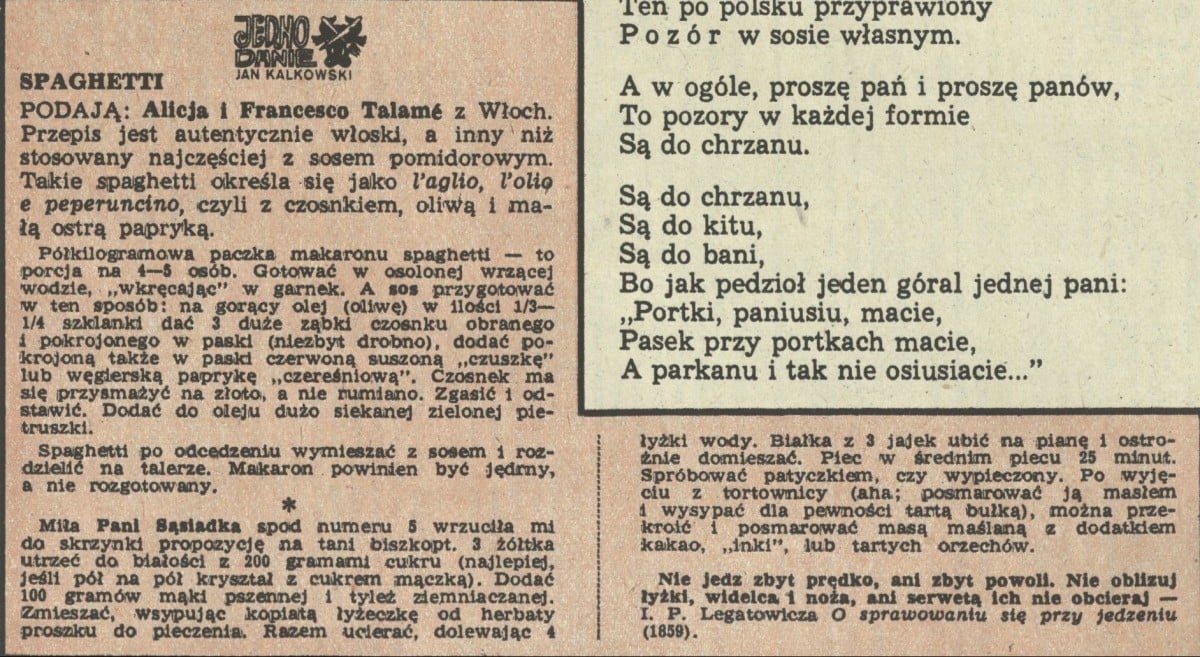 JEDNO
DANIE
JAN KALKOWSKI
SPAGHETTI
PODAJĄ: Alicja i Francesco Talamé z Włoch.
Przepis jest autentycznie włoski, a inny niż
stosowany najczęściej z sosem pomidorowym.
Takie spaghetti określa się jako l'aglio, l'olio
e peperuncino, czyli z czosnkiem, oliwą i ma-
łą ostrą papryką.
Półkilogramowa paczka makaronu spaghetti — to
porcja na 4—5 osób. Gotować w osolonej wrzącej
wodzie, „wkręcając" w garnek. A sos przygotować
w ten sposób: na gorący olej (oliwę) w ilości 1/3—
1/4 szklanki dać 3 duże ząbki czosnku obranego
i pokrojonego w paski (niezbyt drobno), dodać po-
krojoną także w paski czerwoną suszoną „czuszkę"
lub węgierską paprykę „czereśniową". Czosnek ma
się przysmażyć na złoto, a nie rumiano. Zgasić i od-
stawić. Dodać do oleju dużo siekanej zielonej pie-
truszki.
Spaghetti po odcedzeniu wymieszać z sosem i roz-
dzielić na talerze. Makaron powinien być jędrny,
a nie rozgotowany.
*
Miła Pani Sąsiadka spod numeru 5 wrzuciła mi
do skrzynki propozycję na tani biszkopt. 3 żółtka
utrzeć do białości z 200 gramami cukru (najlepiej,
jeśli pół na pół kryształ z cukrem mączką). Dodać
100 gramów mąki pszennej i tyleż ziemniaczanej.
Zmieszać, wsypując kopiatą łyżeczkę od herbaty
proszku do pieczenia. Razem ucierać, dolewając 4
łyżki wody. Białka z 3 jajek ubić na pianę i ostro-
żnie domieszać. Piec w średnim piecu 25 minut.
Spróbować patyczkiem, czy wypieczony. Po wyję-
ciu z tortownicy (aha; posmarować ją masłem
i wysypać dla pewności tartą bułką), można prze-
kroić i posmarować masą maślaną z dodatkiem
kakao, „inki", lub tartych orzechów.
Nie jedz zbyt prędko, ani zbyt powoli. Nie oblizuj
łyżki, widelca i noża, ani serwetą ich nie obcieraj —
I. P. Legatowicza O sprawowaniu się przy jedzeniu
(1859).
Ten po polsku przyprawiony
Pozór w sosie własnym.
A w ogóle, proszę pań i proszę panów,
To pozory w każdej formie
Są do chrzanu.
Są do chrzanu,
Są do kitu,
Są do bani,
Bo jak pedzioł jeden góral jednej pani:
„Portki, paniusiu, macie,
Pasek przy portkach macie,
A parkanu i tak nie osiusiacie..."